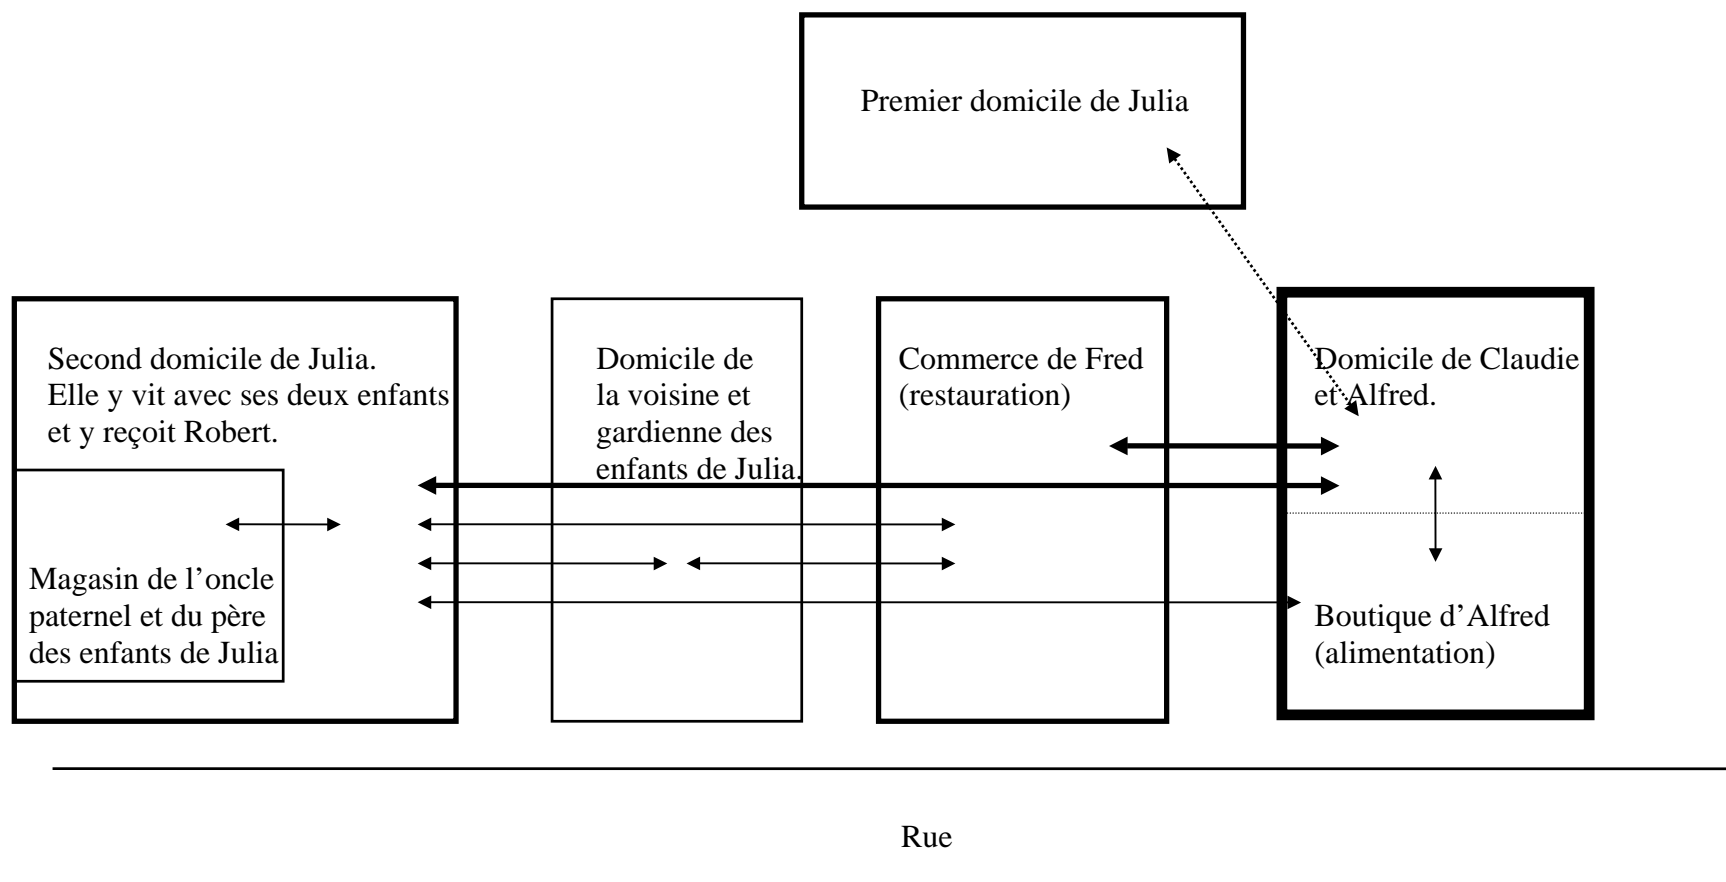 Premier domicile de Julia
Second domicile de Julia.
Elle y vit avec ses deux enfants
et y reçoit Robert.
Magasin de l’oncle
paternel et du père
des enfants de Julia
Domicile de
la voisine et
gardienne des
enfants de Julia.
Commerce de Fred
(restauration)
Domicile de Claudie
et Alfred.
Boutique d’Alfred
(alimentation)
Rue